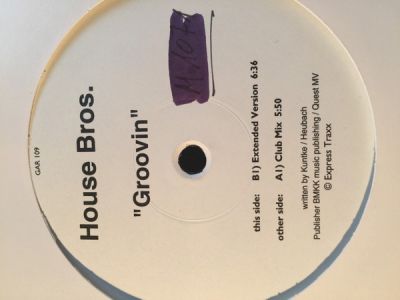 GAR 109
House Bros.
"Groovin"
this side: B1) Extended Version 6:36
other side: A1) Club Mix 5:50
written by Kuntke / Heubach
Publisher BMKK music publishing / Quest MV
© Express Traxx